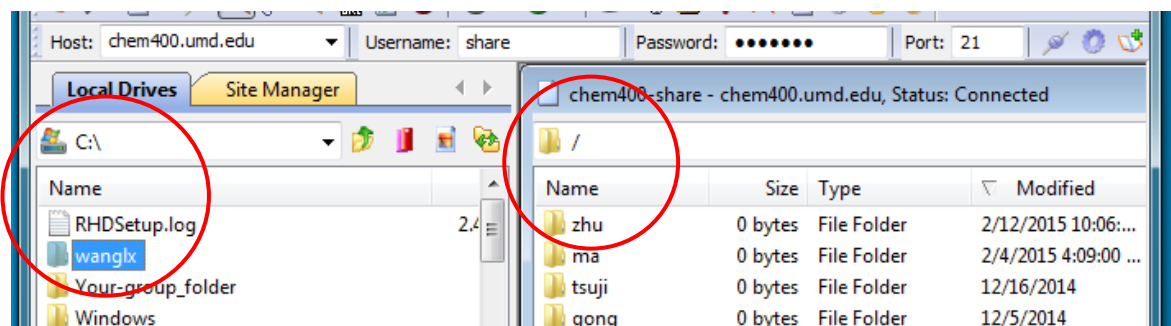 Host: chem400.umd.edu Username: share Password: ••••••• Port: 21
Local Drives Site Manager
chem400-share - chem400.umd.edu, Status: Connected
C:\
/
Name
RHDSetup.log 2.4
wanglx
Your-group_folder
Windows
Name Size Type Modified
zhu 0 bytes File Folder 2/12/2015 10:06:...
ma 0 bytes File Folder 2/4/2015 4:09:00 ...
tsuji 0 bytes File Folder 12/16/2014
gong 0 bytes File Folder 12/5/2014